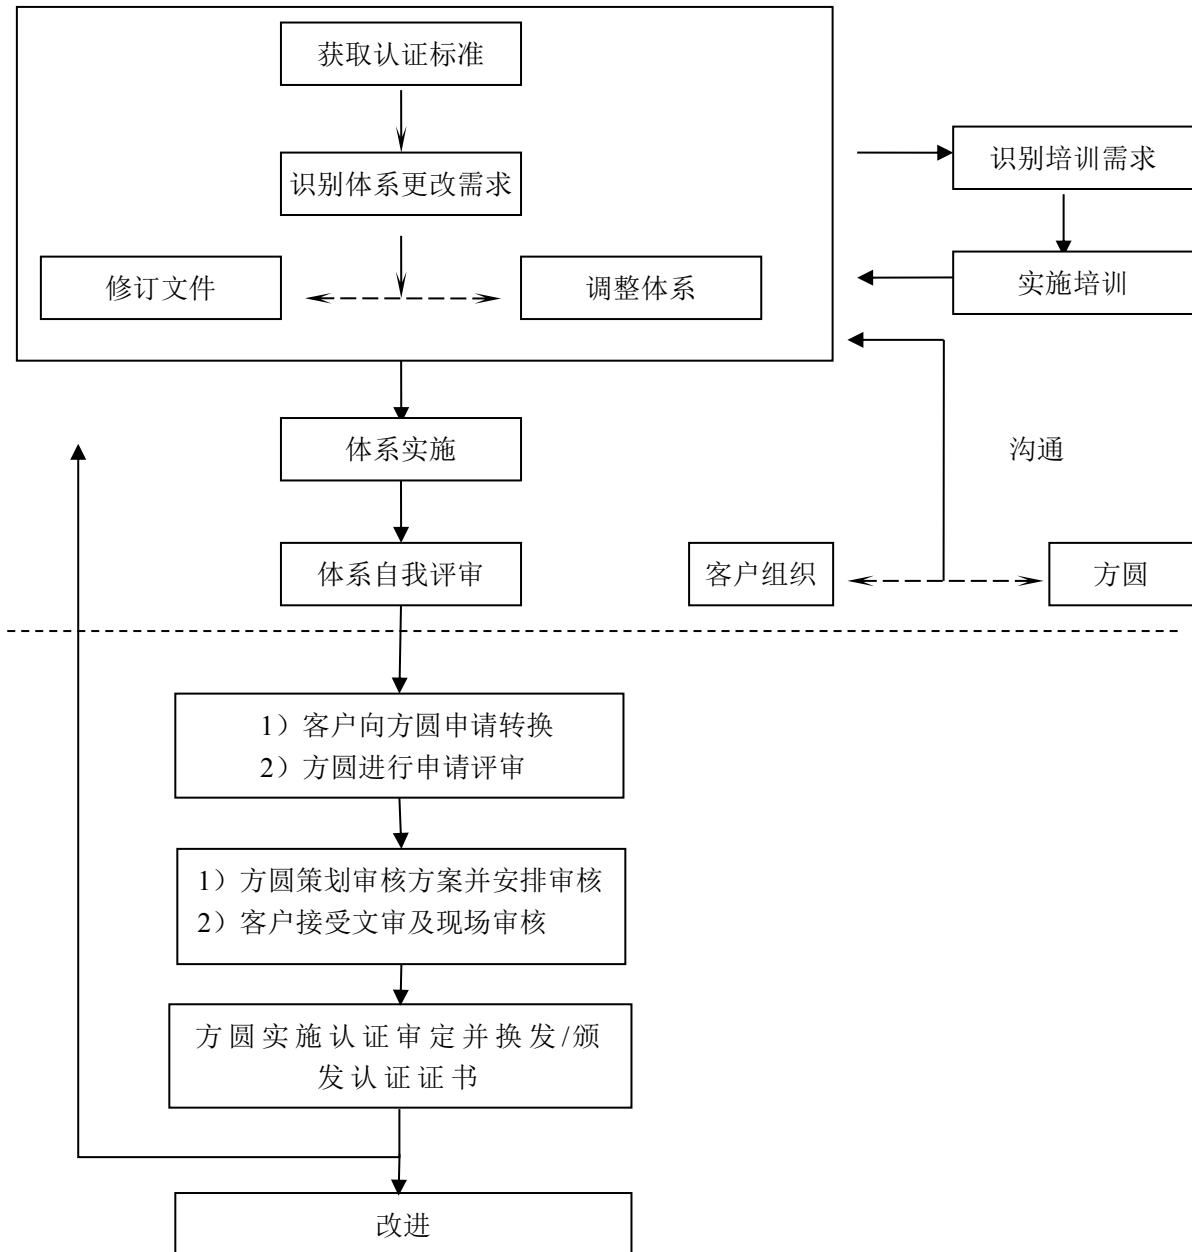 获取认证标准
识别体系更改需求
识别培训需求
修订文件
调整体系
实施培训
体系实施
沟通
体系自我评审
客户组织
方圆
1）客户向方圆申请转换
2）方圆进行申请评审
1）方圆策划审核方案并安排审核
2）客户接受文审及现场审核
方圆实施认证审定并换发/颁
发认证证书
改进